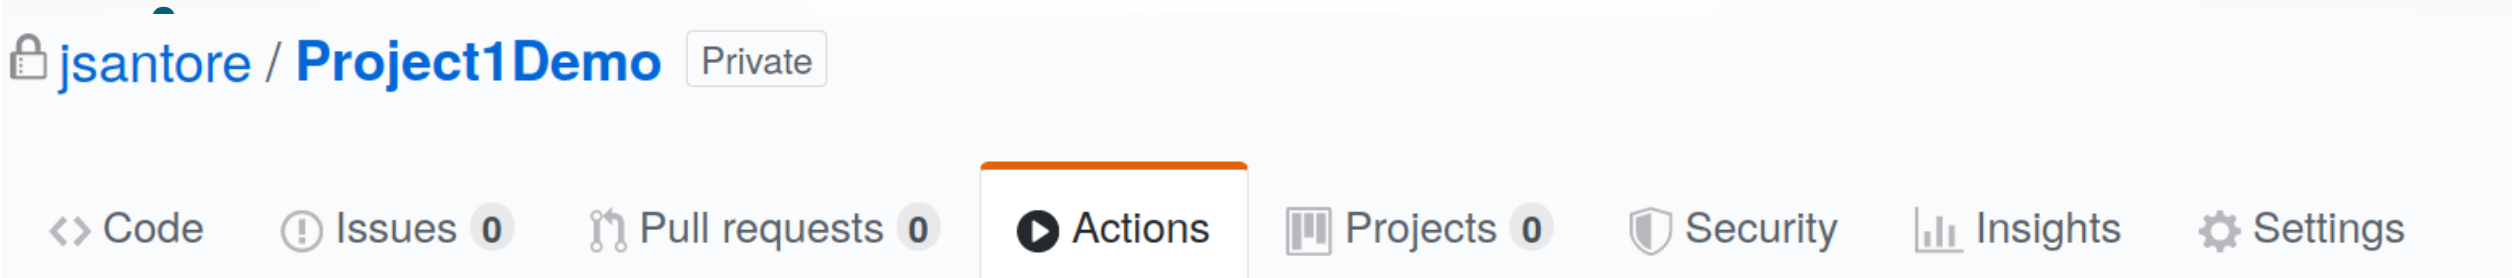 jsantore / Project1Demo Private
Code Issues 0 Pull requests 0 Actions Projects 0 Security Insights Settings